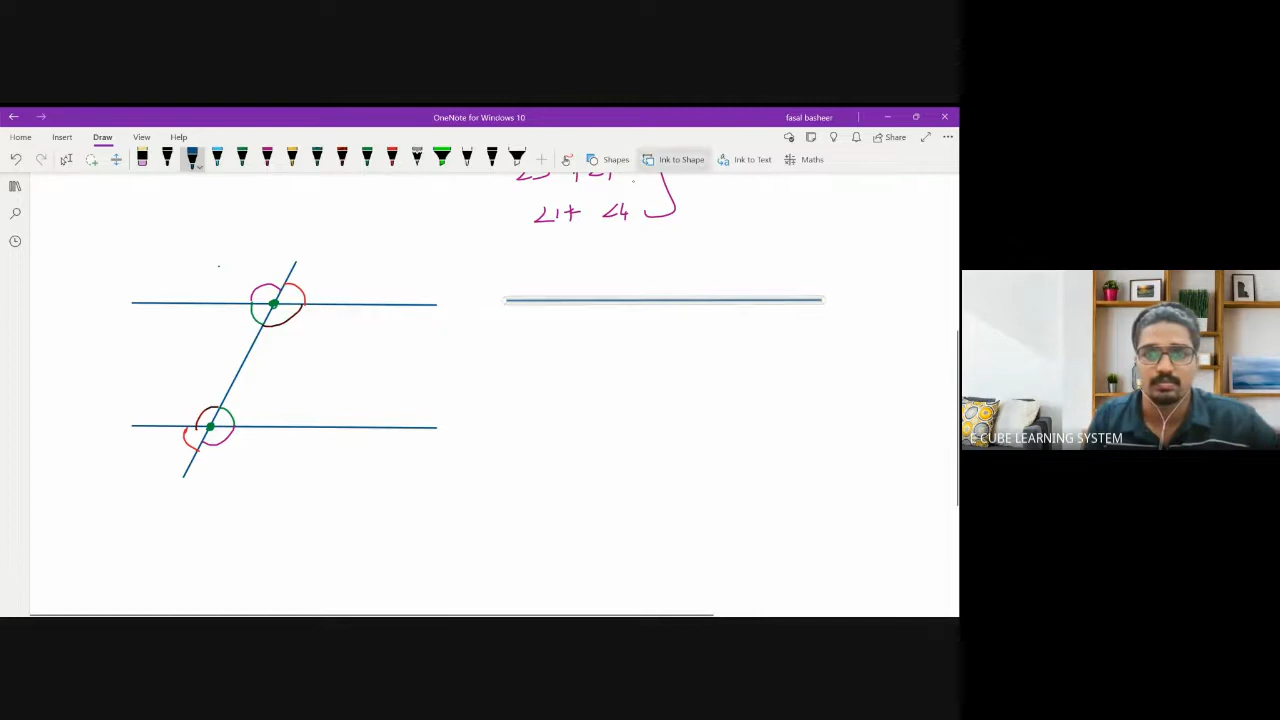 OneNote for Windows 10
fasal basheer
Home Insert Draw View Help
Share
Shapes Ink to Shape Ink to Text Maths
∠1+ ∠4
E CUBE LEARNING SYSTEM